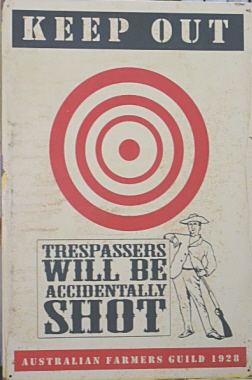 KEEP OUT
TRESPASSERS
WILL BE
ACCIDENTALLY
SHOT
AUSTRALIAN FARMERS GUILD 1928